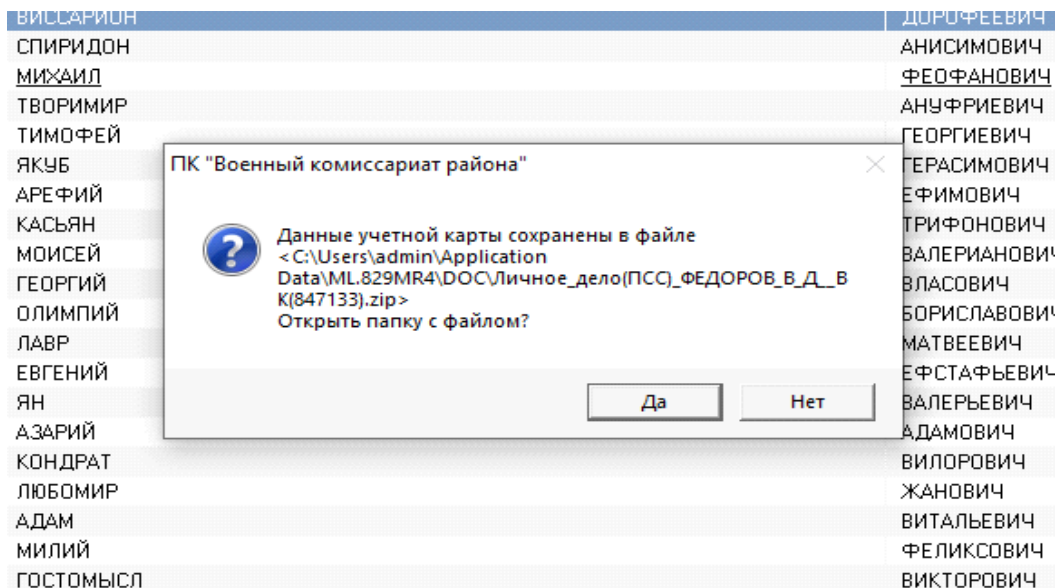 ВИССАРИОН ДОРОФЕЕВИЧ
СПИРИДОН АНИСИМОВИЧ
МИХАИЛ ФЕОФАНОВИЧ
ТВОРИМИР АНУФРИЕВИЧ
ТИМОФЕЙ ГЕОРГИЕВИЧ
ЯКУБ ГЕРАСИМОВИЧ
АРЕФИЙ ЕФИМОВИЧ
КАСЬЯН ТРИФОНОВИЧ
МОИСЕЙ ВАЛЕРИАНОВИЧ
ГЕОРГИЙ ВЛАСОВИЧ
ОЛИМПИЙ БОРИСЛАВОВИЧ
ЛАВР МАТВЕЕВИЧ
ЕВГЕНИЙ ЕФСТАФЬЕВИЧ
ЯН ВАЛЕРЬЕВИЧ
АЗАРИЙ АДАМОВИЧ
КОНДРАТ ВИЛОРОВИЧ
ЛЮБОМИР ЖАНОВИЧ
АДАМ ВИТАЛЬЕВИЧ
МИЛИЙ ФЕЛИКСОВИЧ
ГОСТОМЫСЛ ВИКТОРОВИЧ
ПК "Военный комиссариат района"
Данные учетной карты сохранены в файле
<C:\Users\admin\Application
Data\ML.829MR4\DOC\Личное_дело(ПСС)_ФЕДОРОВ_В_Д__В
К(847133).zip>
Открыть папку с файлом?
Да Нет